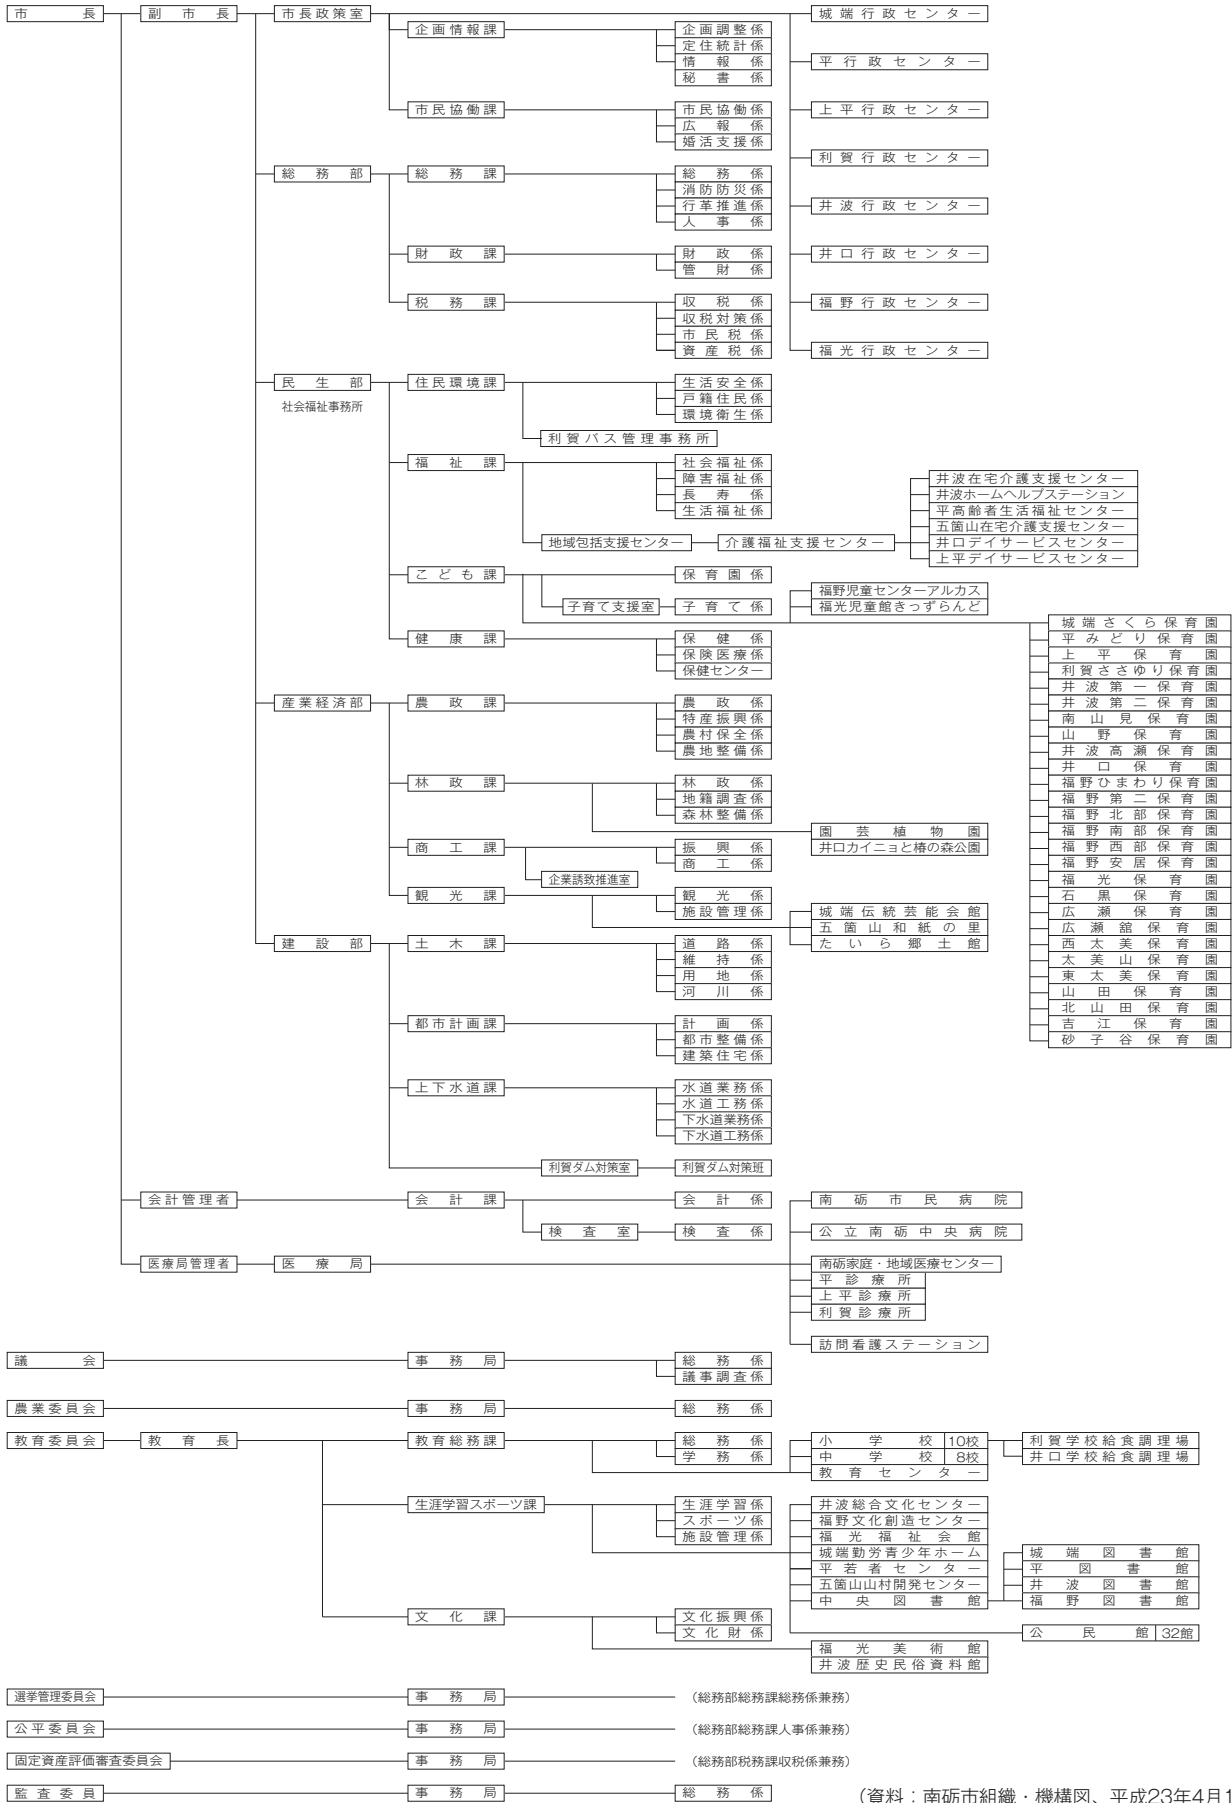 市長
副市長
市長政策室
企画情報課
企画調整係
定住統計係
情報係
秘書係
市民協働課
市民協働係
広報係
婚活支援係
城端行政センター
平行政センター
上平行政センター
利賀行政センター
井波行政センター
井口行政センター
福野行政センター
福光行政センター
総務部
総務課
総務係
消防防災係
行革推進係
人事係
財政課
財政係
管財係
税務課
収税係
収税対策係
市民税係
資産税係
民生部
社会福祉事務所
住民環境課
生活安全係
戸籍住民係
環境衛生係
利賀バス管理事務所
福祉課
社会福祉係
障害福祉係
長寿係
生活福祉係
地域包括支援センター
介護福祉支援センター
井波在宅介護支援センター
井波ホームヘルプステーション
平高齢者生活福祉センター
五箇山在宅介護支援センター
井口デイサービスセンター
上平デイサービスセンター
こども課
保育園係
子育て支援室
子育て係
福野児童センターアルカス
福光児童館きっずらんど
城端さくら保育園
平みどり保育園
上平保育園
利賀ささゆり保育園
井波第一保育園
井波第二保育園
南山見保育園
山野保育園
井波高瀬保育園
井口保育園
福野ひまわり保育園
福野第二保育園
福野北部保育園
福野南部保育園
福野西部保育園
福野安居保育園
福光保育園
石黒保育園
広瀬保育園
広瀬舘保育園
西太美保育園
太美山保育園
東太美保育園
山田保育園
北山田保育園
吉江保育園
砂子谷保育園
健康課
保健係
保険医療係
保健センター
産業経済部
農政課
農政係
特産振興係
農村保全係
農地整備係
林政課
林政係
地籍調査係
森林整備係
園芸植物園
井口カイニョと椿の森公園
商工課
振興係
商工係
企業誘致推進室
観光課
観光係
施設管理係
城端伝統芸能会館
五箇山和紙の里
たいら郷土館
建設部
土木課
道路係
維持係
用地係
河川係
都市計画課
計画係
都市整備係
建築住宅係
上下水道課
水道業務係
水道工務係
下水道業務係
下水道工務係
利賀ダム対策室
利賀ダム対策班
会計管理者
会計課
会計係
検査室
検査係
医療局管理者
医療局
南砺市民病院
公立南砺中央病院
南砺家庭・地域医療センター
平診療所
上平診療所
利賀診療所
訪問看護ステーション
議会
事務局
総務係
議事調査係
農業委員会
事務局
総務係
教育委員会
教育長
教育総務課
総務係
学務係
小学校 10校
中学校 8校
教育センター
利賀学校給食調理場
井口学校給食調理場
生涯学習スポーツ課
生涯学習係
スポーツ係
施設管理係
井波総合文化センター
福野文化創造センター
福光福祉会館
城端勤労青少年ホーム
平若者センター
五箇山山村開発センター
中央図書館
城端図書館
平図書館
井波図書館
福野図書館
公民館 32館
文化課
文化振興係
文化財係
福光美術館
井波歴史民俗資料館
選挙管理委員会
事務局
(総務部総務課総務係兼務)
公平委員会
事務局
(総務部総務課人事係兼務)
固定資産評価審査委員会
事務局
(総務部税務課収税係兼務)
監査委員
事務局
総務係
(資料：南砺市組織・機構図、平成23年4月1